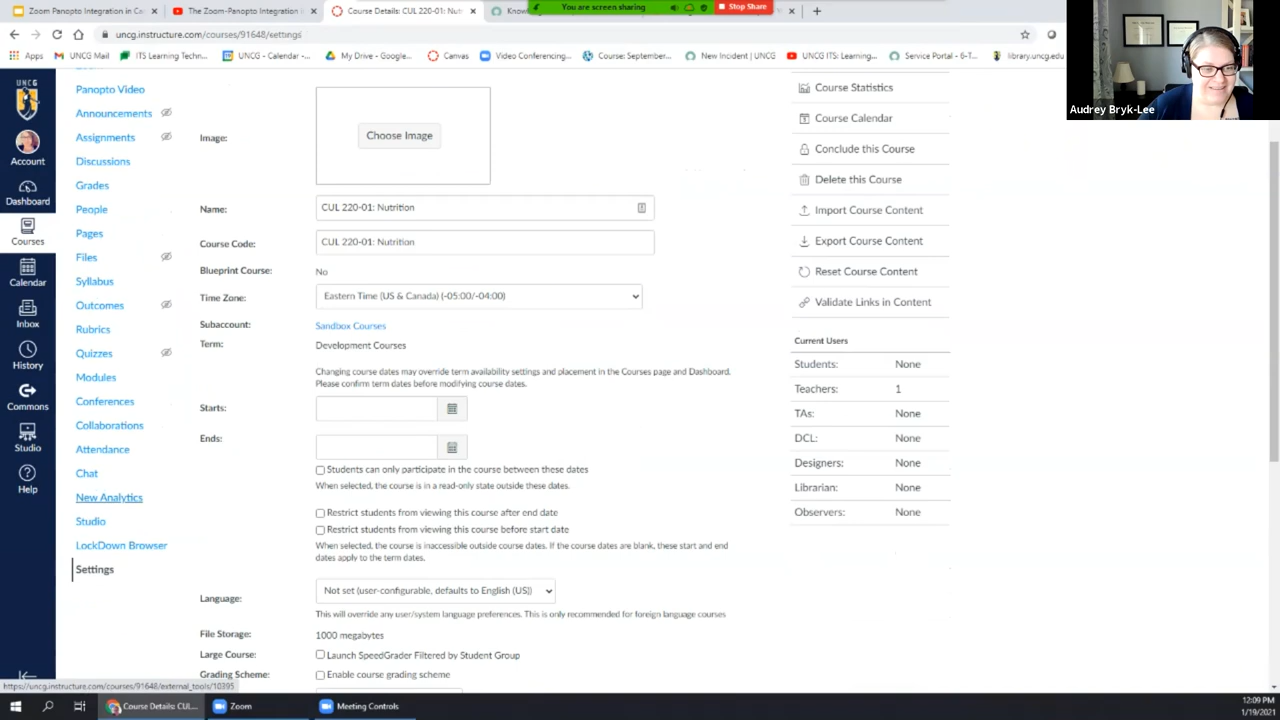 The Zoom-Panopto Integration in Can
The Zoom-Panopto Integration in
Course Details: CUL 220-01: Nutr
Know
You are screen sharing
Stop Share
uncg.instructure.com/courses/91648/settings
Apps
UNCG Mail
ITS Learning Techn...
UNCG - Calendar -...
My Drive - Google...
Canvas
Video Conferencing...
Course: September...
New Incident | UNCG
UNCG ITS: Learning...
Service Portal - 6-T...
library.uncg.edu
Audrey Bryk-Lee
UNCG
Account
Dashboard
Courses
Calendar
Inbox
History
Commons
Studio
Help
Panopto Video
Announcements
Assignments
Discussions
Grades
People
Pages
Files
Syllabus
Outcomes
Rubrics
Quizzes
Modules
Conferences
Collaborations
Attendance
Chat
New Analytics
Studio
LockDown Browser
Settings
Image:
Choose Image
Name:
CUL 220-01: Nutrition
Course Code:
CUL 220-01: Nutrition
Blueprint Course:
No
Time Zone:
Eastern Time (US & Canada) (-05:00/-04:00)
Subaccount:
Sandbox Courses
Term:
Development Courses
Changing course dates may override term availability settings and placement in the Courses page and Dashboard.
Please confirm term dates before modifying course dates.
Starts:
Ends:
Students can only participate in the course between these dates
When selected, the course is in a read-only state outside these dates.
Restrict students from viewing this course after end date
Restrict students from viewing this course before start date
When selected, the course is inaccessible outside course dates. If the course dates are blank, these start and end
dates apply to the term dates.
Language:
Not set (user-configurable, defaults to English (US))
This will override any user/system language preferences. This is only recommended for foreign language courses
File Storage:
1000 megabytes
Large Course:
Launch SpeedGrader Filtered by Student Group
Grading Scheme:
Enable course grading scheme
Course Statistics
Course Calendar
Conclude this Course
Delete this Course
Import Course Content
Export Course Content
Reset Course Content
Validate Links in Content
Current Users
Students: None
Teachers: 1
TAs: None
DCL: None
Designers: None
Librarian: None
Observers: None
https://uncg.instructure.com/courses/91648/external_tools/10395
Course Details: CUL...
Zoom
Meeting Controls
12:09 PM
1/19/2021